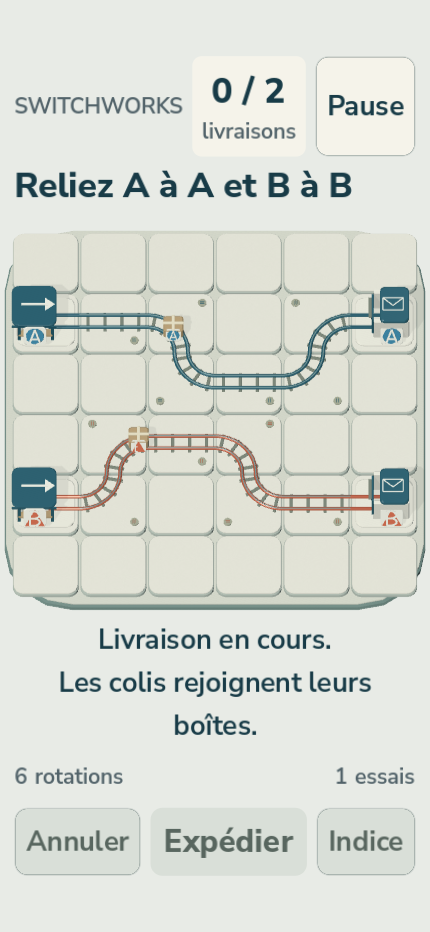 SWITCHWORKS
0 / 2
livraisons
Pause
Reliez A à A et B à B
A
A
A
B
B
Livraison en cours.
Les colis rejoignent leurs
boîtes.
6 rotations
1 essais
Annuler
Expédier
Indice